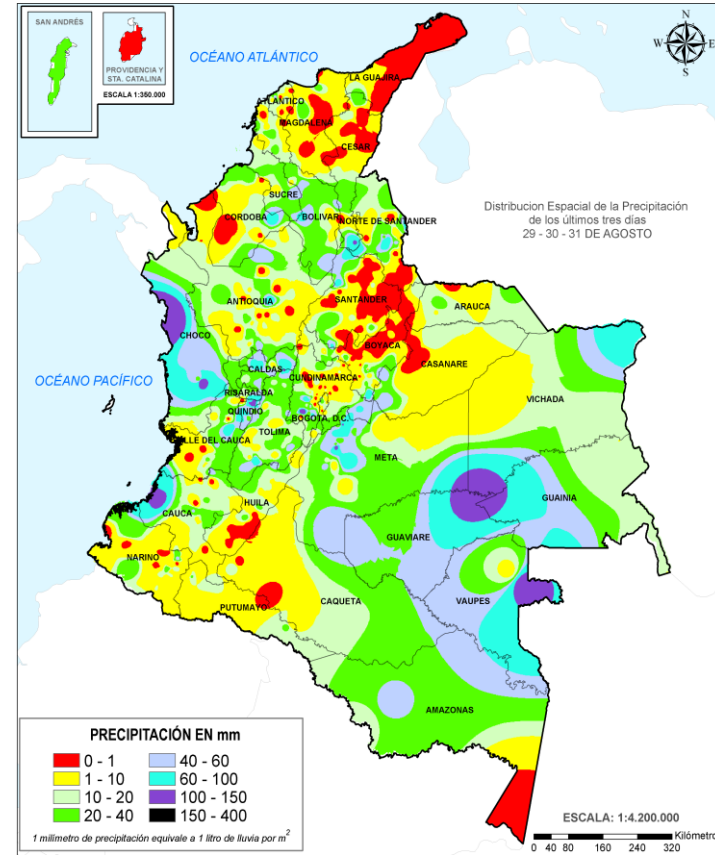 SAN ANDRÉS
PROVIDENCIA Y
STA. CATALINA
ESCALA 1:350.000
OCÉANO ATLÁNTICO
N
W E
S
LA GUAJIRA
ATLANTICO
MAGDALENA
CESAR
Distribucion Espacial de la Precipitación
de los últimos tres días
29 - 30 - 31 DE AGOSTO
SUCRE
CORDOBA
BOLIVAR
NORTE DE SANTANDER
ANTIOQUIA
SANTANDER
ARAUCA
CHOCO
BOYACA
CASANARE
OCÉANO PACÍFICO
CALDAS
CUNDINAMARCA
RISARALDA
VICHADA
QUINDIO
BOGOTA, D.C.
TOLIMA
VALLE DEL CAUCA
META
GUAINIA
HUILA
CAUCA
GUAVIARE
NARIÑO
CAQUETA
VAUPES
PUTUMAYO
AMAZONAS
PRECIPITACIÓN EN mm
0 - 1
40 - 60
1 - 10
60 - 100
10 - 20
100 - 150
20 - 40
150 - 400
1 milímetro de precipitación equivale a 1 litro de lluvia por m²
ESCALA: 1:4.200.000
Kilómetro
0 40 80 160 240 320